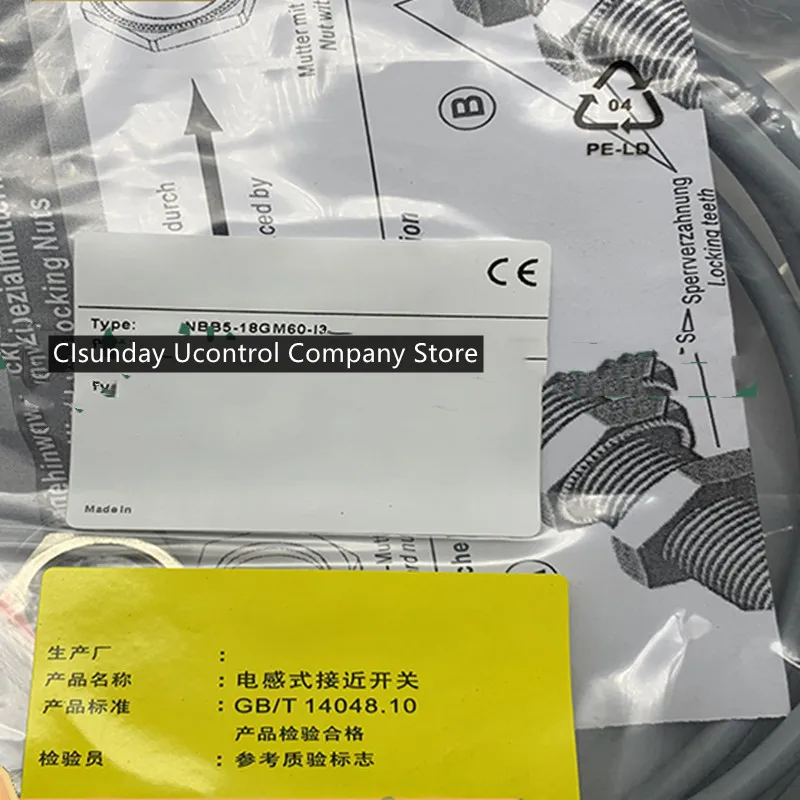 Mutter mit
Nut wit
B
04
PE-LD
durch
ced by
Sperrverzahnung
Locking teeth
CE
Type: NBB5-18GM60-I3
Clsunday Ucontrol Company Store
ocking Nuts
Made in
生产厂 :
产品名称 : 电感式接近开关
产品标准 : GB/T 14048.10
产品检验合格
检验员 : 参考质验标志